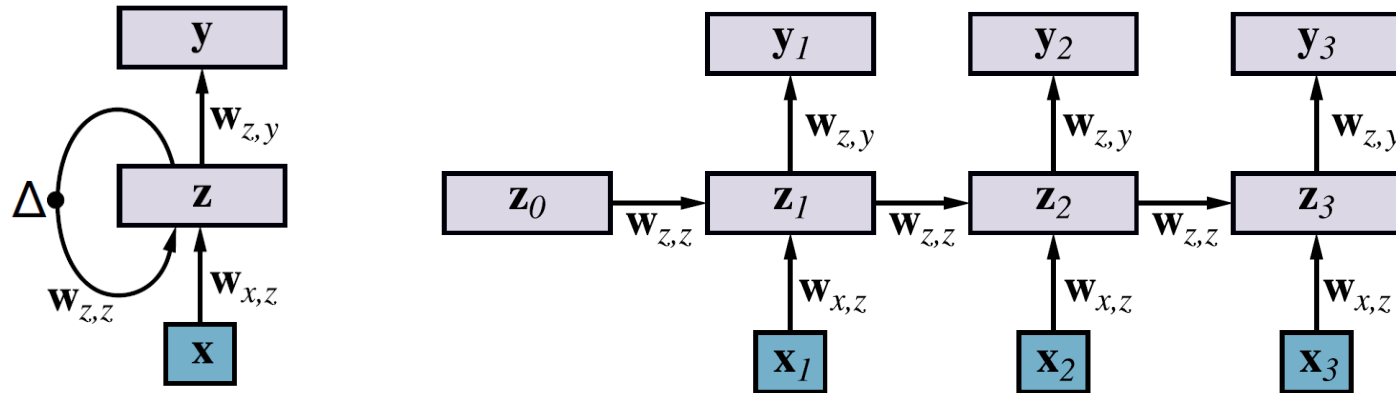 y
w_{z,y}
Δ
z
w_{z,z}
w_{x,z}
x
y_1
y_2
y_3
w_{z,y}
w_{z,y}
w_{z,y}
z_0
w_{z,z}
z_1
w_{z,z}
z_2
w_{z,z}
z_3
w_{x,z}
w_{x,z}
w_{x,z}
x_1
x_2
x_3